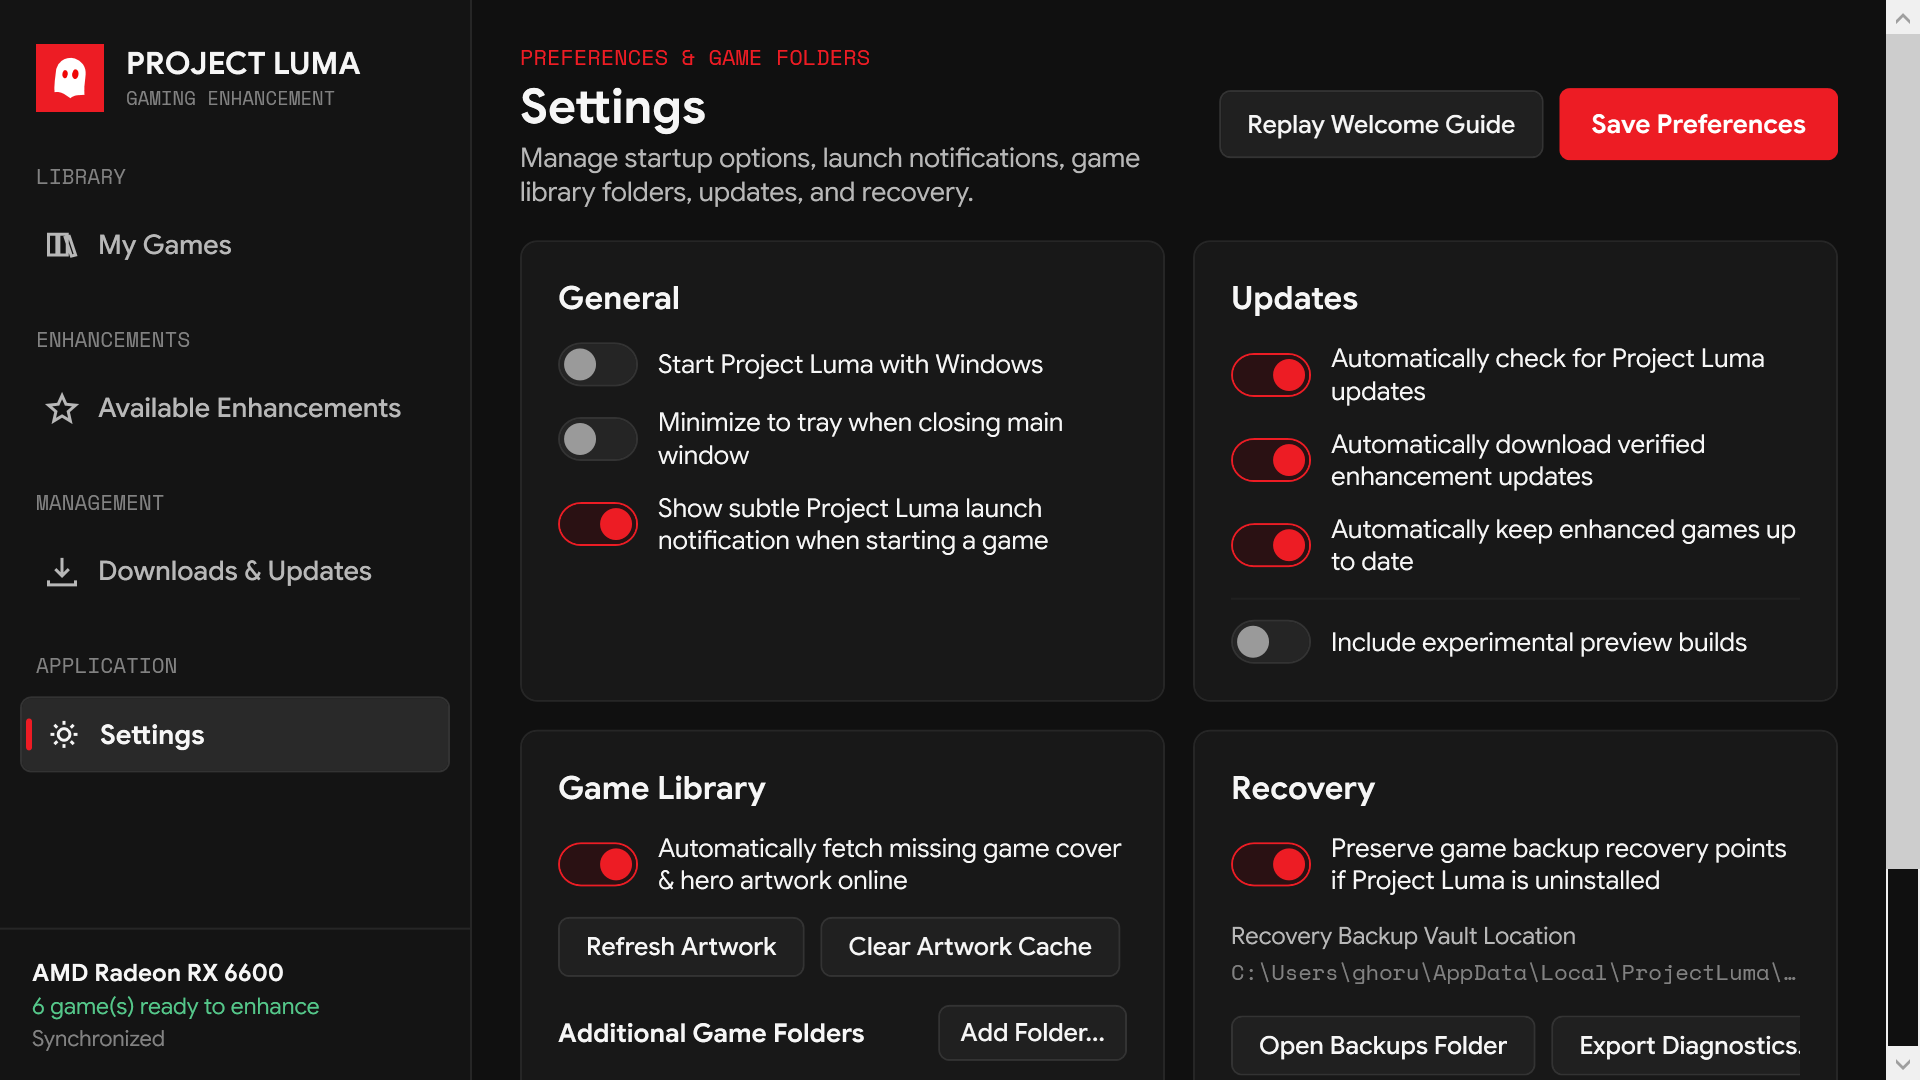 PROJECT LUMA
GAMING ENHANCEMENT
LIBRARY
My Games
ENHANCEMENTS
Available Enhancements
MANAGEMENT
Downloads & Updates
APPLICATION
Settings
AMD Radeon RX 6600
6 game(s) ready to enhance
Synchronized
PREFERENCES & GAME FOLDERS
Settings
Manage startup options, launch notifications, game
library folders, updates, and recovery.
Replay Welcome Guide
Save Preferences
General
Start Project Luma with Windows
Minimize to tray when closing main
window
Show subtle Project Luma launch
notification when starting a game
Updates
Automatically check for Project Luma
updates
Automatically download verified
enhancement updates
Automatically keep enhanced games up
to date
Include experimental preview builds
Game Library
Automatically fetch missing game cover
& hero artwork online
Refresh Artwork
Clear Artwork Cache
Additional Game Folders
Add Folder...
Recovery
Preserve game backup recovery points
if Project Luma is uninstalled
Recovery Backup Vault Location
C:\Users\ghoru\AppData\Local\ProjectLuma\…
Open Backups Folder
Export Diagnostics.